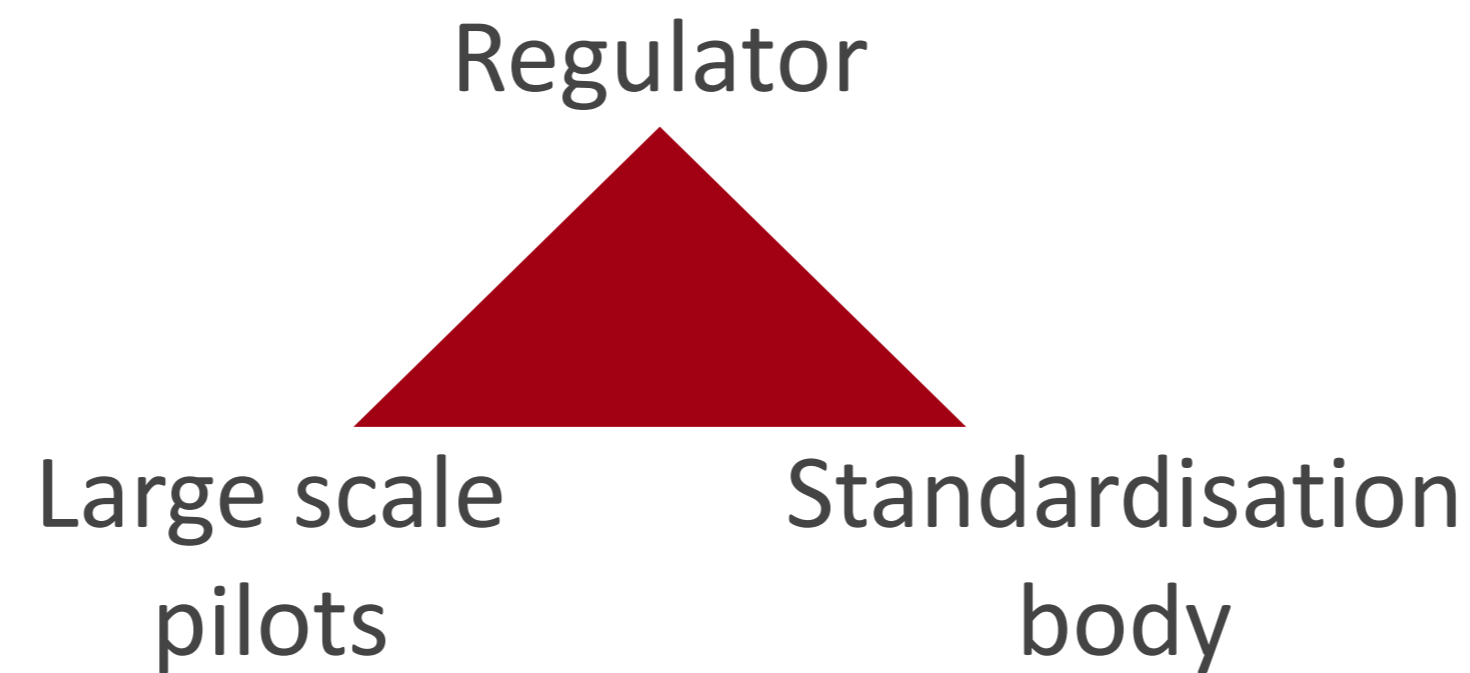 Regulator
Large scale
pilots
Standardisation
body